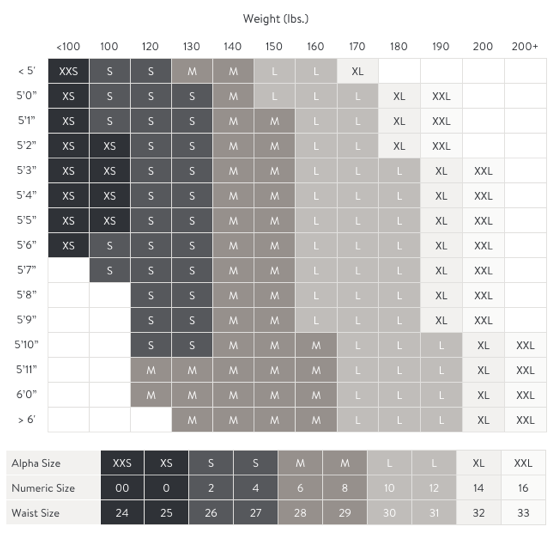 Weight (lbs.)
<100 100 120 130 140 150 160 170 180 190 200 200+
< 5' XXS S S M M L L XL
5'0” XS S S S M L L L XL XXL
5'1” XS S S S M M L L XL XXL
5'2” XS XS S S M M L L XL XXL
5'3” XS XS S S M M L L L XL XXL
5'4” XS XS S S M M L L L XL XXL
5'5” XS XS S S M M L L L XL XXL
5'6” XS S S S M M L L L XL XXL
5'7” S S S M M L L L XL XXL
5'8” S S M M L L L XL XXL
5'9” S S M M L L L XL XXL
5'10” S S M M M L L L XL XXL
5'11” M M M M M L L L XL XXL
6'0” M M M M M L L L XL XXL
> 6' M M M M L L L XL XXL
Alpha Size XXS XS S S M M L L XL XXL
Numeric Size 00 0 2 4 6 8 10 12 14 16
Waist Size 24 25 26 27 28 29 30 31 32 33